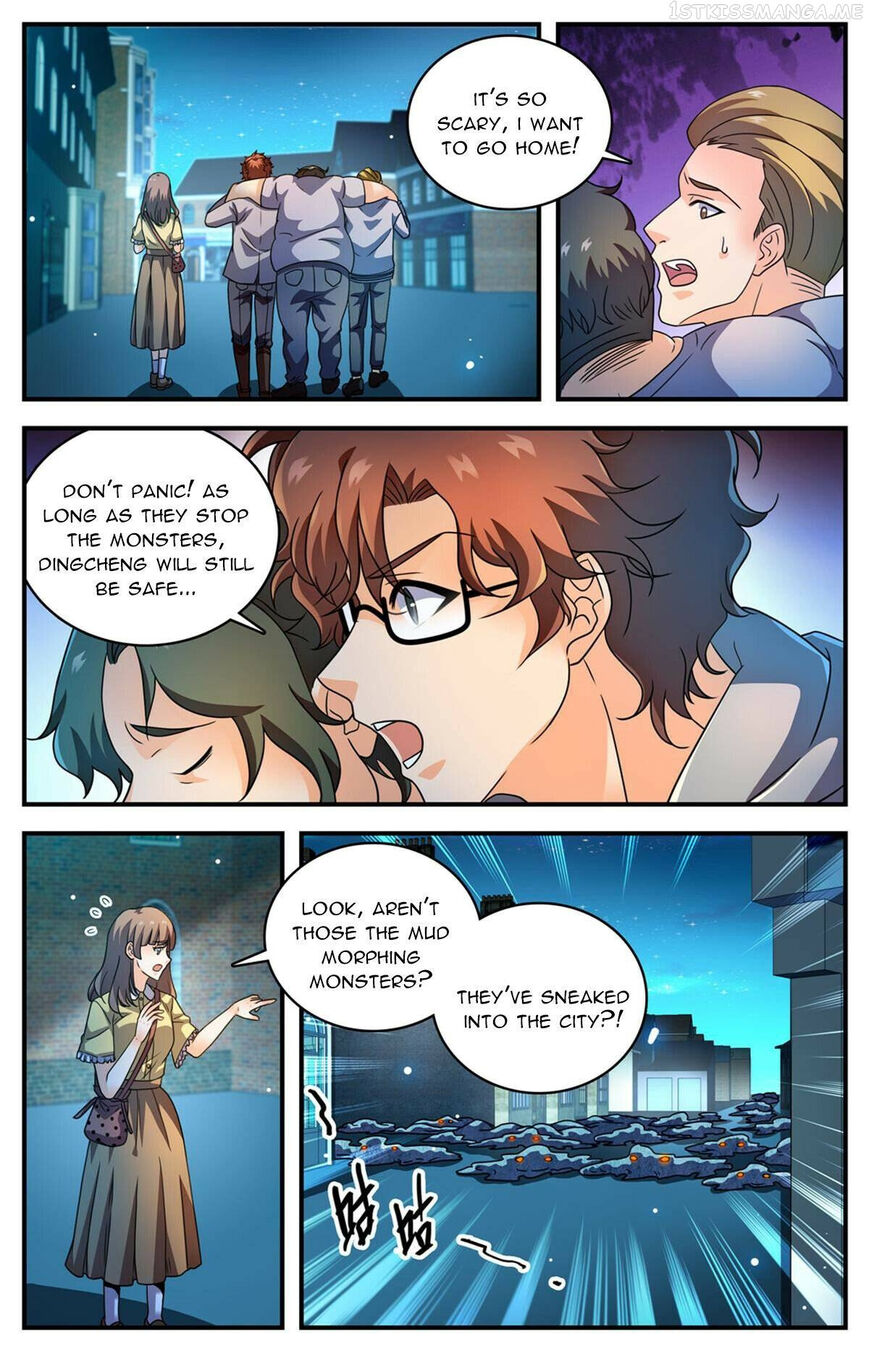 1STKISSMANGA.ME
IT'S SO
SCARY, I WANT
TO GO HOME!
DON'T PANIC! AS
LONG AS THEY STOP
THE MONSTERS,
DINGCHENG WILL STILL
BE SAFE...
LOOK, AREN'T
THOSE THE MUD
MORPHING
MONSTERS?
THEY'VE SNEAKED
INTO THE CITY?!
咕咕